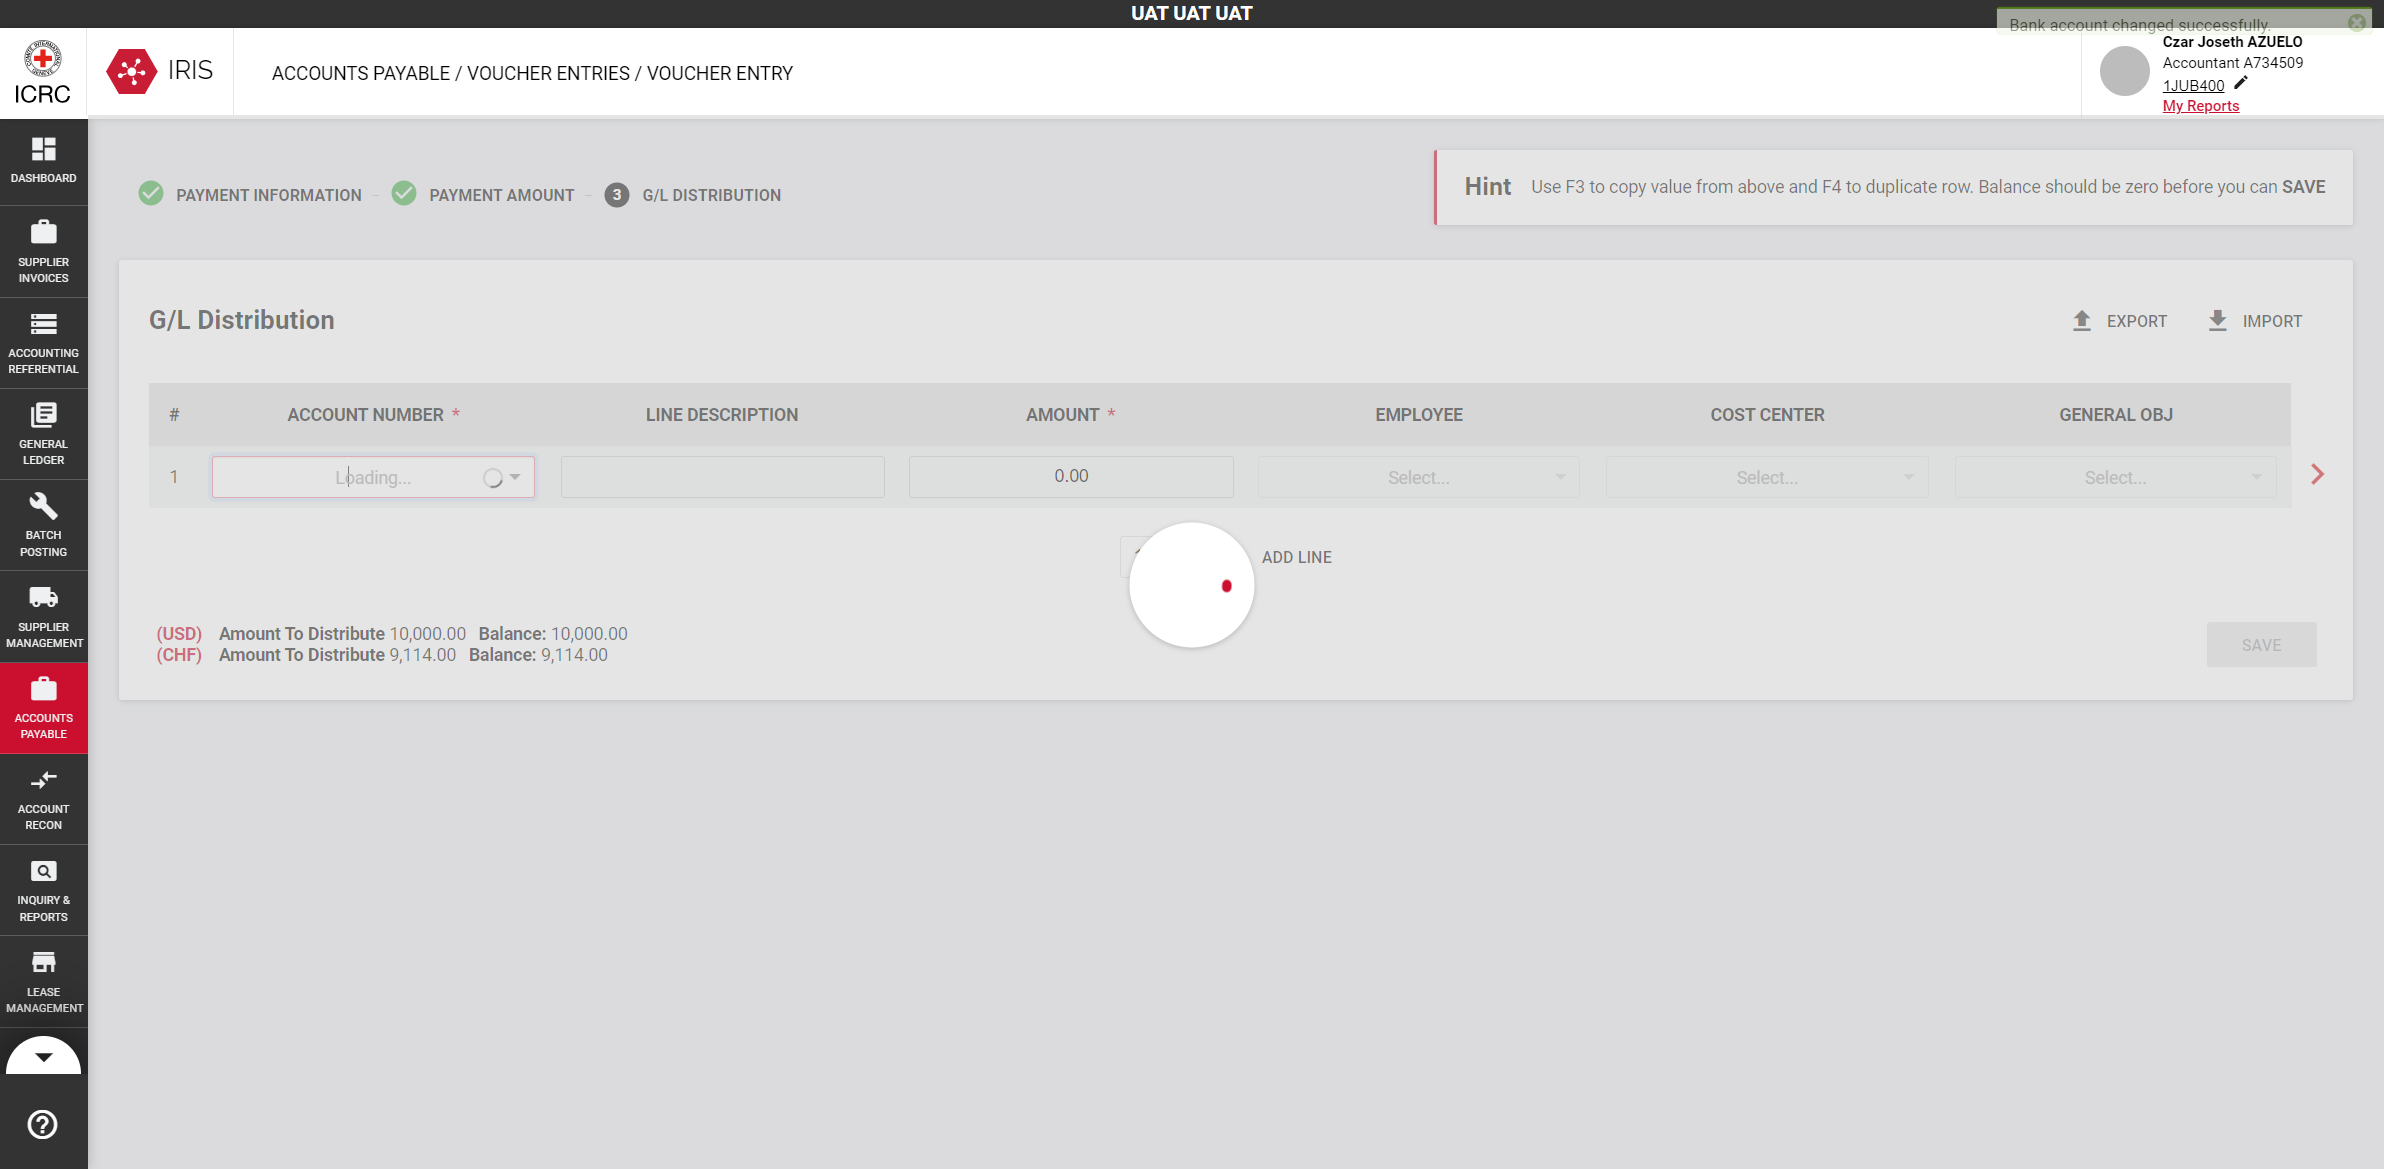 UAT UAT UAT
Bank account changed successfully.
ICRC
IRIS
ACCOUNTS PAYABLE / VOUCHER ENTRIES / VOUCHER ENTRY
Czar Joseth AZUELO
Accountant A734509
1JUB400
My Reports
DASHBOARD
SUPPLIER
INVOICES
ACCOUNTING
REFERENTIAL
GENERAL
LEDGER
BATCH
POSTING
SUPPLIER
MANAGEMENT
ACCOUNTS
PAYABLE
ACCOUNT
RECON
INQUIRY &
REPORTS
LEASE
MANAGEMENT
PAYMENT INFORMATION
PAYMENT AMOUNT
3 G/L DISTRIBUTION
Hint Use F3 to copy value from above and F4 to duplicate row. Balance should be zero before you can SAVE
G/L Distribution
EXPORT
IMPORT
# ACCOUNT NUMBER * LINE DESCRIPTION AMOUNT * EMPLOYEE COST CENTER GENERAL OBJ
1 Loading... 0.00 Select... Select... Select...
ADD LINE
(USD) Amount To Distribute 10,000.00 Balance: 10,000.00
(CHF) Amount To Distribute 9,114.00 Balance: 9,114.00
SAVE